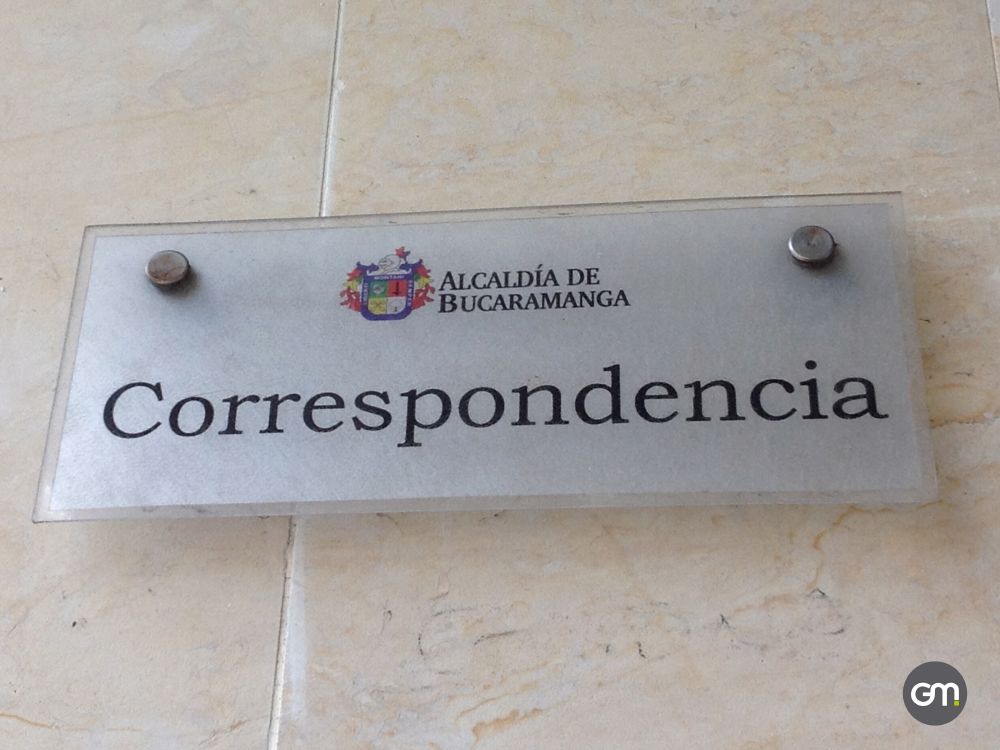 ALCALDÍA DE
BUCARAMANGA
Correspondencia
GM